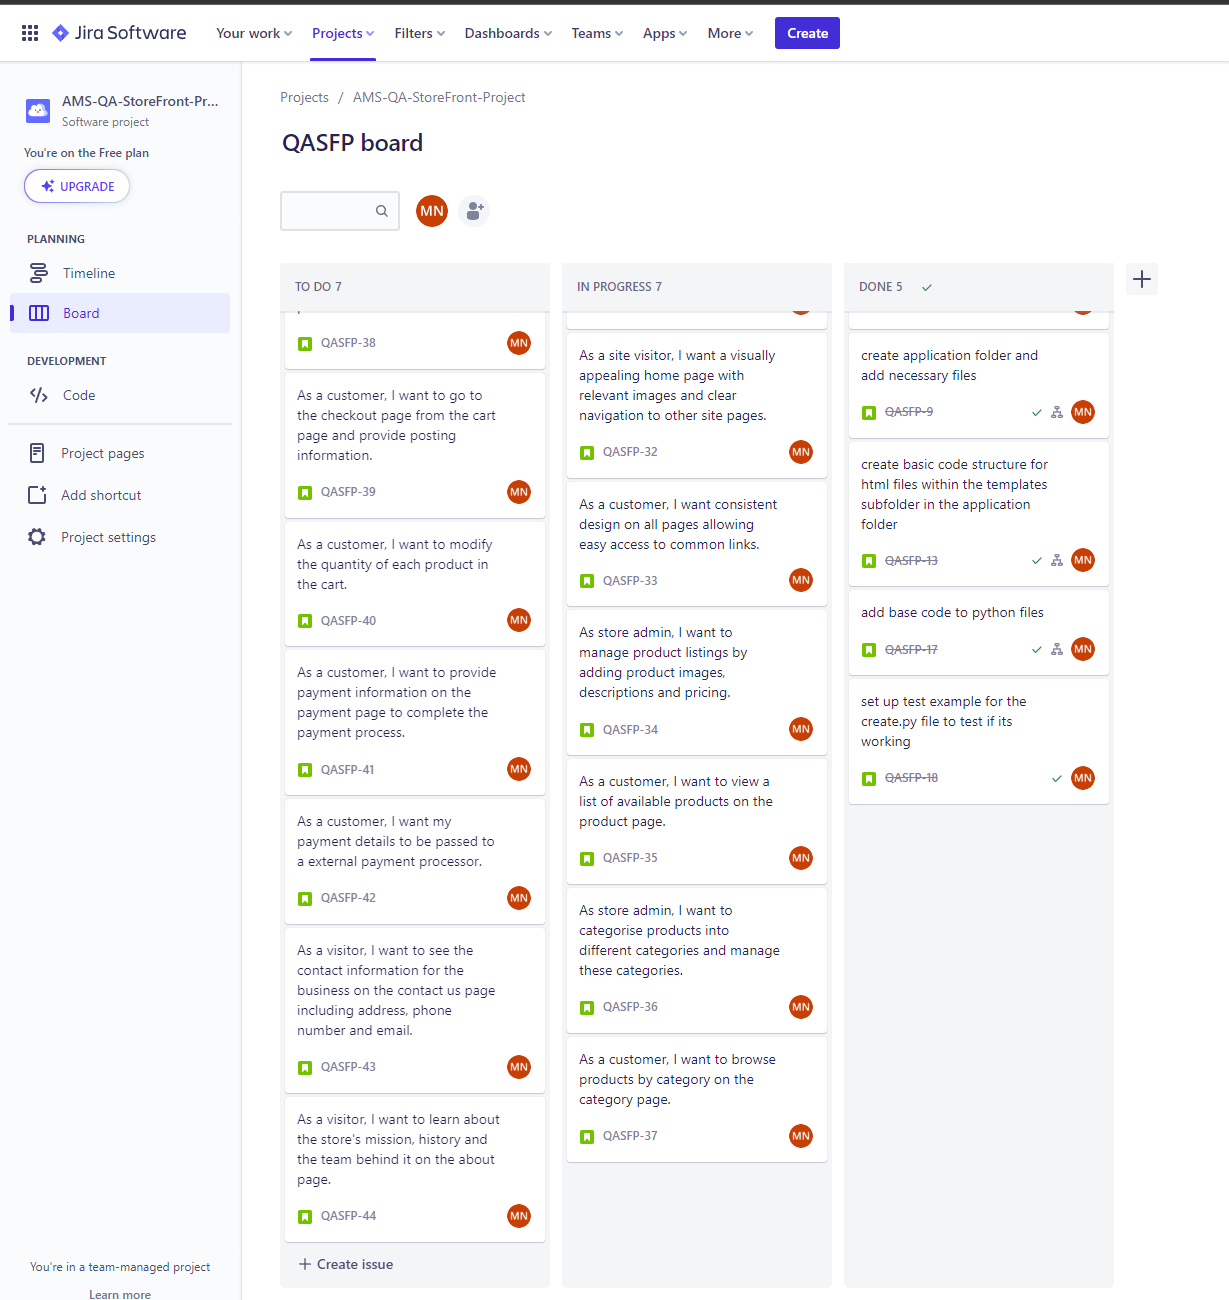 Jira Software
Your work
Projects
Filters
Dashboards
Teams
Apps
More
Create
AMS-QA-StoreFront-Pr...
Software project
You're on the Free plan
UPGRADE
PLANNING
Timeline
Board
DEVELOPMENT
Code
Project pages
Add shortcut
Project settings
You're in a team-managed project
Learn more
Projects / AMS-QA-StoreFront-Project
QASFP board
MN
TO DO 7
QASFP-38
MN
As a customer, I want to go to
the checkout page from the cart
page and provide posting
information.
QASFP-39
MN
As a customer, I want to modify
the quantity of each product in
the cart.
QASFP-40
MN
As a customer, I want to provide
payment information on the
payment page to complete the
payment process.
QASFP-41
MN
As a customer, I want my
payment details to be passed to
a external payment processor.
QASFP-42
MN
As a visitor, I want to see the
contact information for the
business on the contact us page
including address, phone
number and email.
QASFP-43
MN
As a visitor, I want to learn about
the store's mission, history and
the team behind it on the about
page.
QASFP-44
MN
Create issue
IN PROGRESS 7
As a site visitor, I want a visually
appealing home page with
relevant images and clear
navigation to other site pages.
QASFP-32
MN
As a customer, I want consistent
design on all pages allowing
easy access to common links.
QASFP-33
MN
As store admin, I want to
manage product listings by
adding product images,
descriptions and pricing.
QASFP-34
MN
As a customer, I want to view a
list of available products on the
product page.
QASFP-35
MN
As store admin, I want to
categorise products into
different categories and manage
these categories.
QASFP-36
MN
As a customer, I want to browse
products by category on the
category page.
QASFP-37
MN
DONE 5
create application folder and
add necessary files
QASFP-9
MN
create basic code structure for
html files within the templates
subfolder in the application
folder
QASFP-13
MN
add base code to python files
QASFP-17
MN
set up test example for the
create.py file to test if its
working
QASFP-18
MN